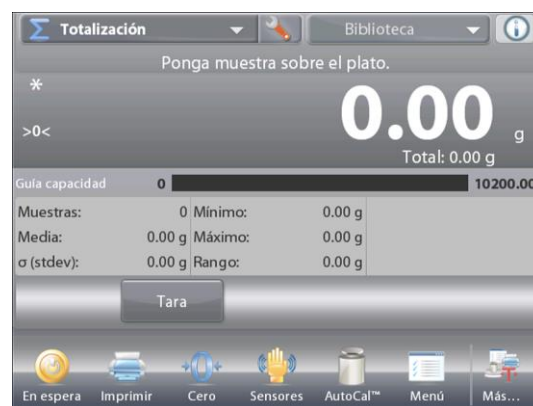 Σ Totalización Biblioteca i
Ponga muestra sobre el plato.
*
>0<
0.00 g
Total: 0.00 g
Guía capacidad 0 10200.00
Muestras: 0 Mínimo: 0.00 g
Media: 0.00 g Máximo: 0.00 g
σ (stdev): 0.00 g Rango: 0.00 g
Tara
En espera Imprimir Cero Sensores AutoCal™ Menú Más...